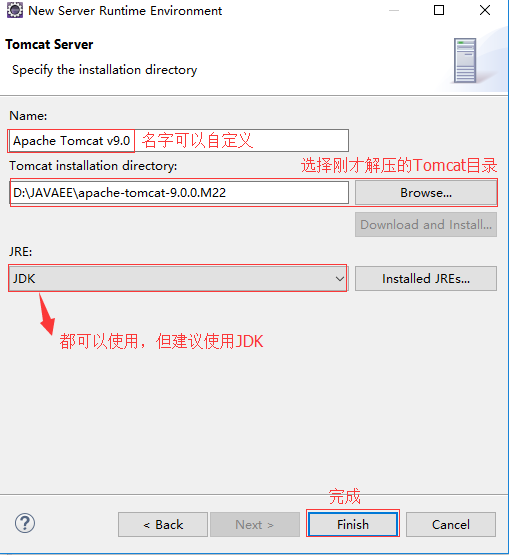 New Server Runtime Environment
Tomcat Server
Specify the installation directory
Name:
Apache Tomcat v9.0 名字可以自定义
Tomcat installation directory: 选择刚才解压的Tomcat目录
D:\JAVAEE\apache-tomcat-9.0.0.M22 Browse...
Download and Install...
JRE:
JDK Installed JREs...
都可以使用，但建议使用JDK
完成
? < Back Next > Finish Cancel